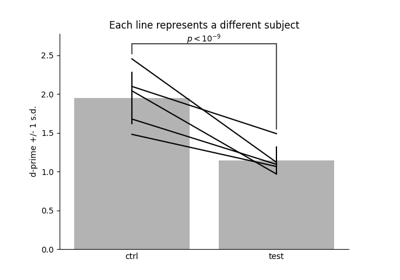 Each line represents a different subject
p < 10⁻⁹
2.5
2.0
1.5
1.0
0.5
0.0
d-prime +/- 1 s.d.
ctrl test